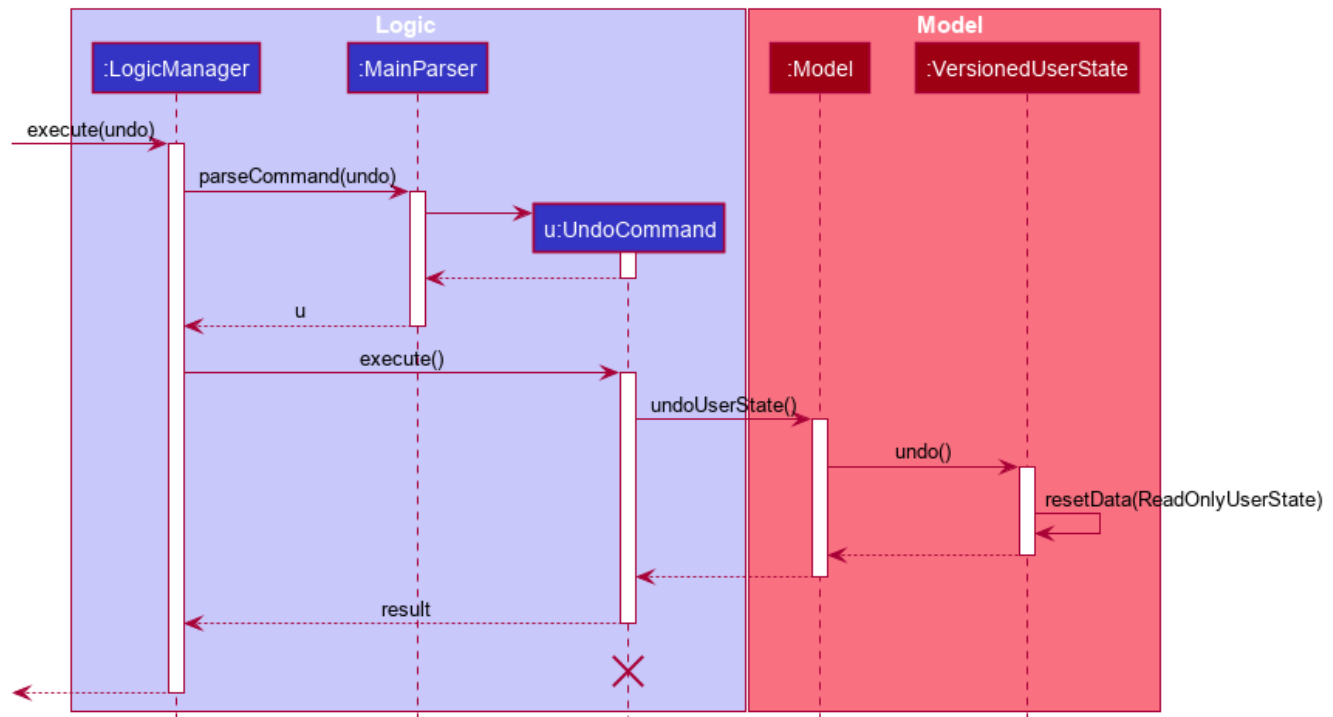 Logic
Model
:LogicManager
:MainParser
:Model
:VersionedUserState
execute(undo)
parseCommand(undo)
u:UndoCommand
u
execute()
undoUserState()
undo()
resetData(ReadOnlyUserState)
result